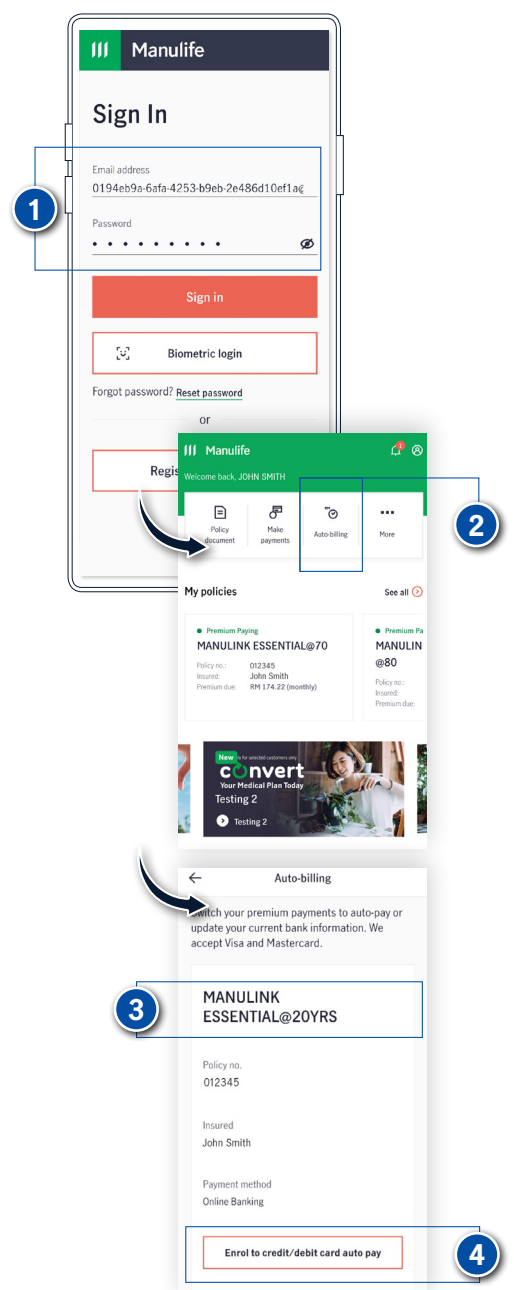 Manulife
Sign In
Email address
0194eb9a-6afa-4253-b9eb-2e486d10ef1a@
1
Password
Sign in
Biometric login
Forgot password? Reset password
or
Manulife
1
Regis
Welcome back, JOHN SMITH
2
Policy document
Make payments
Auto-billing
More
My policies
See all
Premium Paying
MANULINK ESSENTIAL@70
Policy no.: 012345
Insured: John Smith
Premium due: RM 174.22 (monthly)
Premium Pa
MANULIN
@80
Policy no.:
Insured:
Premium due:
New
ly for selected customers only
convert
Your Medical Plan Today
Testing 2
Testing 2
Auto-billing
Switch your premium payments to auto-pay or
update your current bank information. We
accept Visa and Mastercard.
3
MANULINK
ESSENTIAL@20YRS
Policy no.
012345
Insured
John Smith
Payment method
Online Banking
Enrol to credit/debit card auto pay
4